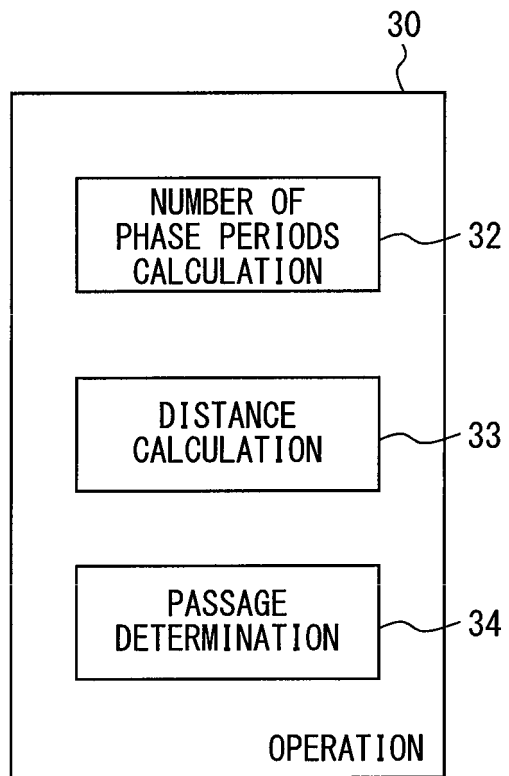 30
NUMBER OF
PHASE PERIODS
CALCULATION
32
DISTANCE
CALCULATION
33
PASSAGE
DETERMINATION
34
OPERATION